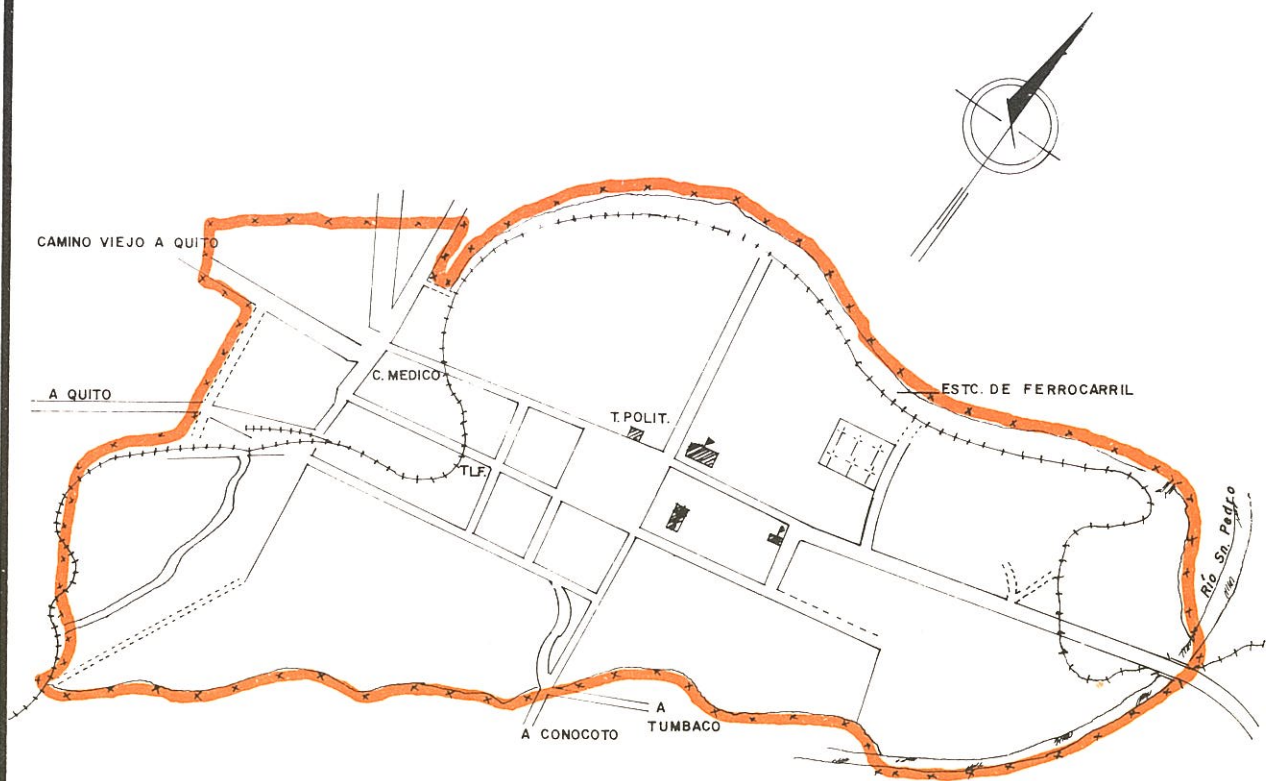 CAMINO VIEJO A QUITO
A QUITO
C. MEDICO
T. POLIT.
ESTC. DE FERROCARRIL
TLF.
Río Sn. Pedro
A CONOCOTO
A
TUMBACO